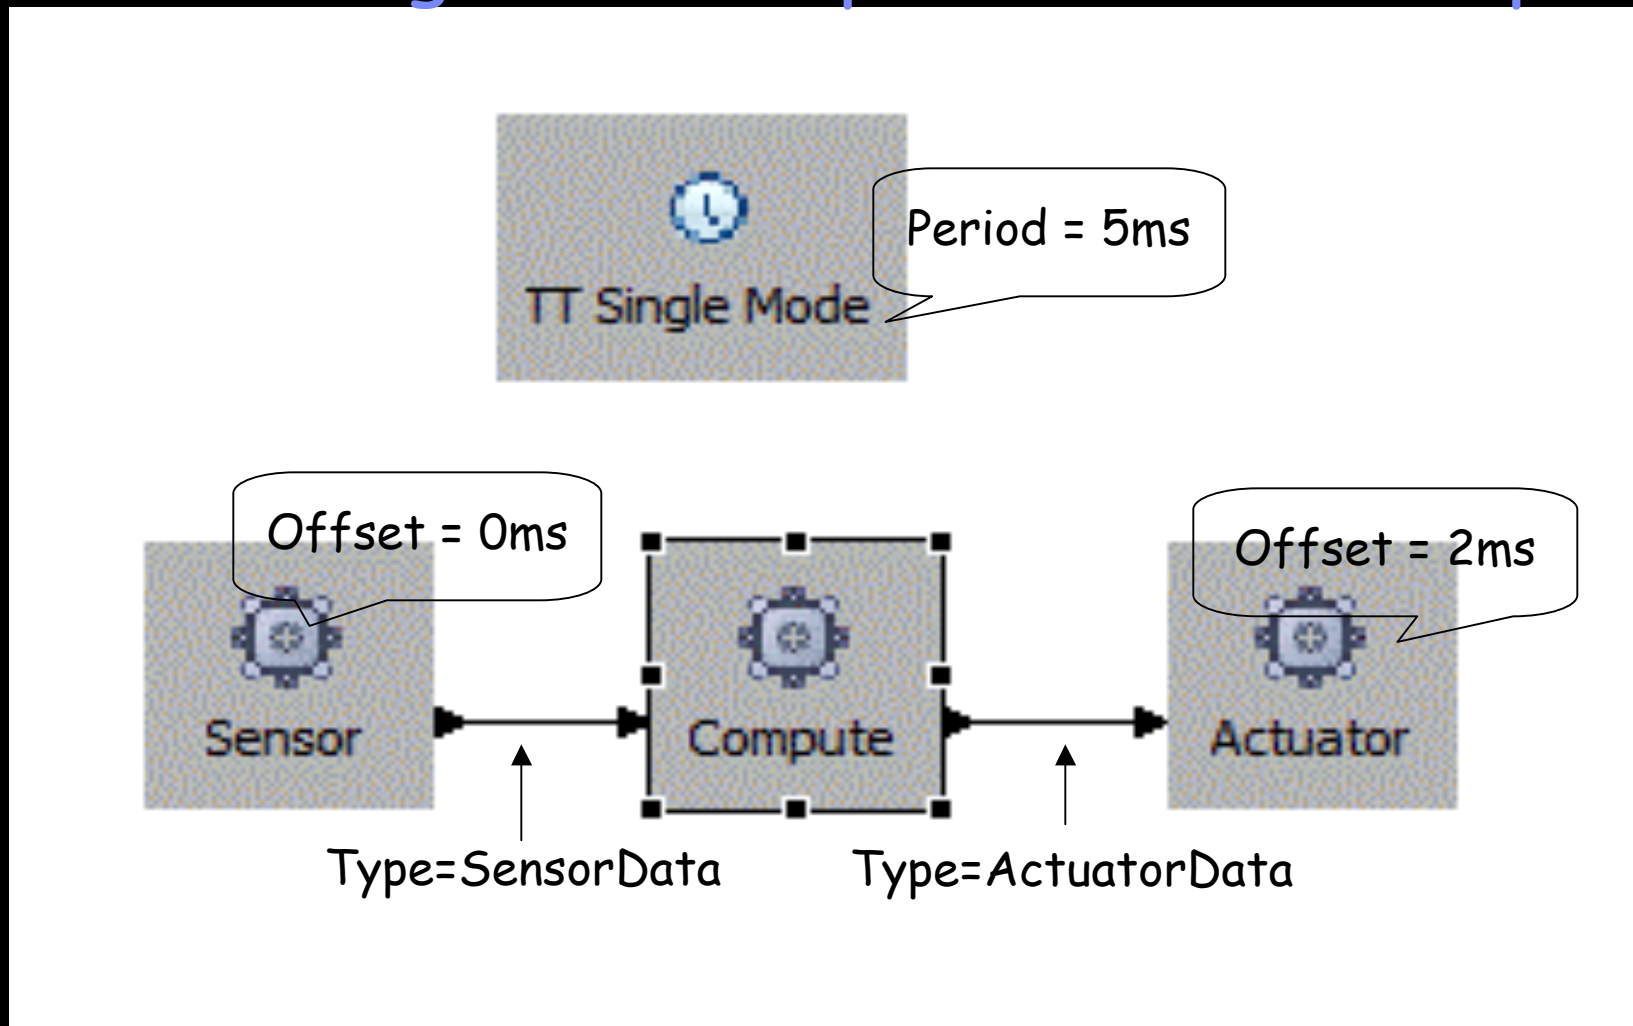 TT Single Mode
Period = 5ms
Offset = 0ms
Offset = 2ms
Sensor
Compute
Actuator
Type=SensorData
Type=ActuatorData